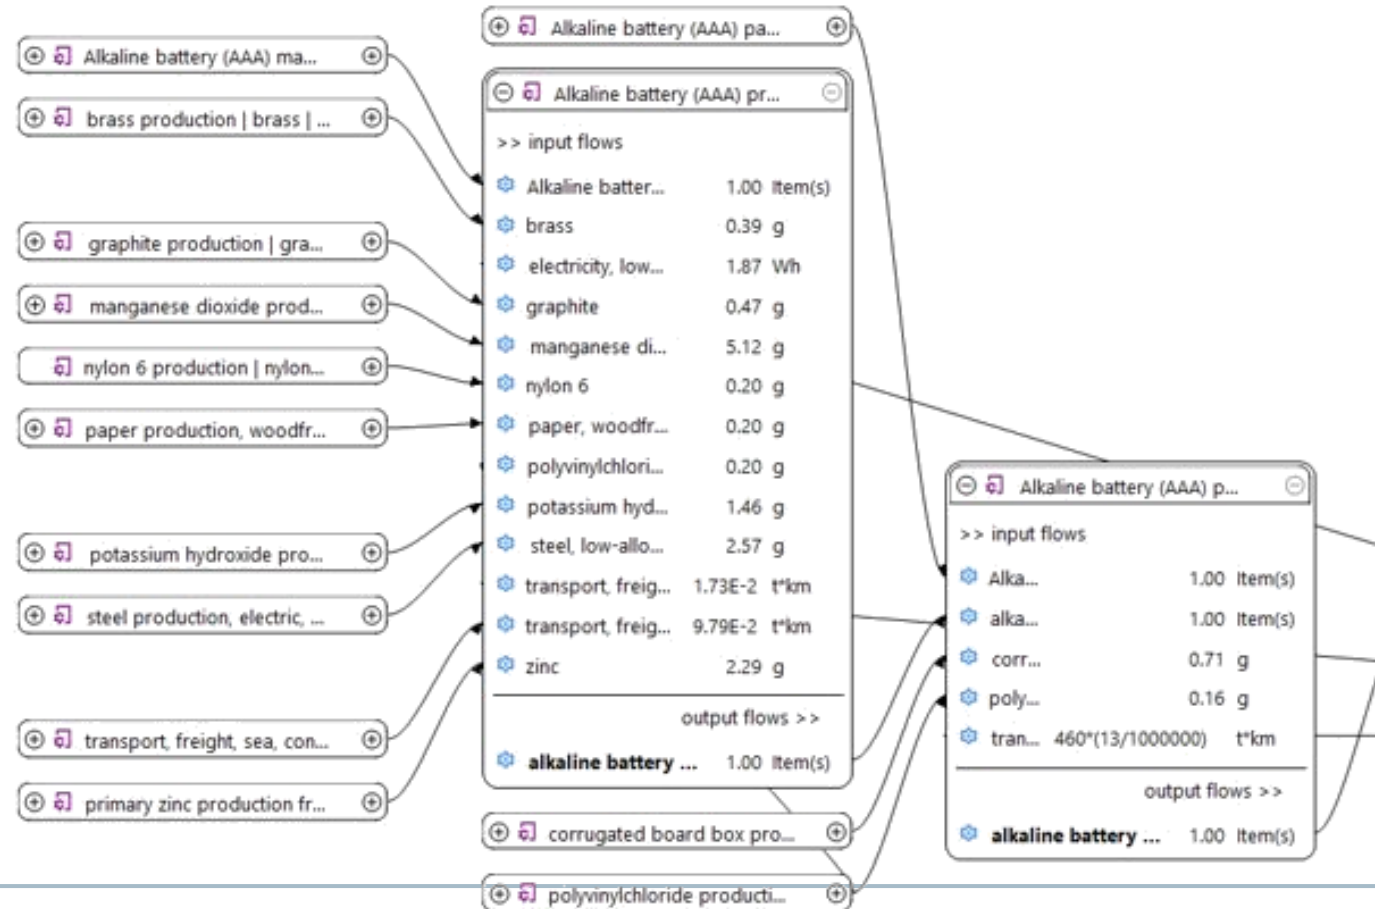 Alkaline battery (AAA) ma...
brass production | brass | ...
graphite production | gra...
manganese dioxide prod...
nylon 6 production | nylon...
paper production, woodfr...
potassium hydroxide pro...
steel production, electric, ...
transport, freight, sea, con...
primary zinc production fr...
Alkaline battery (AAA) pa...
Alkaline battery (AAA) pr...
>> input flows
Alkaline batter... 1.00 Item(s)
brass 0.39 g
electricity, low... 1.87 Wh
graphite 0.47 g
manganese di... 5.12 g
nylon 6 0.20 g
paper, woodfr... 0.20 g
polyvinylchlori... 0.20 g
potassium hyd... 1.46 g
steel, low-allo... 2.57 g
transport, freig... 1.73E-2 t*km
transport, freig... 9.79E-2 t*km
zinc 2.29 g
output flows >>
alkaline battery ... 1.00 Item(s)
corrugated board box pro...
polyvinylchloride producti...
Alkaline battery (AAA) p...
>> input flows
Alka... 1.00 Item(s)
alka... 1.00 Item(s)
corr... 0.71 g
poly... 0.16 g
tran... 460*(13/1000000) t*km
output flows >>
alkaline battery ... 1.00 Item(s)